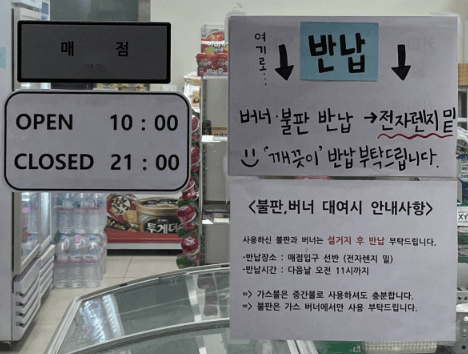 매 점
OPEN 10 : 00
CLOSED 21 : 00
여기로...
↓ 반납 ↓
버너·불판 반납 → 전자렌지 밑
'깨끗이' 반납 부탁드립니다.
<불판,버너 대여시 안내사항>
사용하신 불판과 버너는 설거지 후 반납 부탁드립니다.
-반납장소 : 매점입구 선반 (전자렌지 밑)
-반납시간 : 다음날 오전 11시까지
=> 가스불은 중간불로 사용하셔도 충분합니다.
=> 불판은 가스 버너에서만 사용 부탁드립니다.
투게더